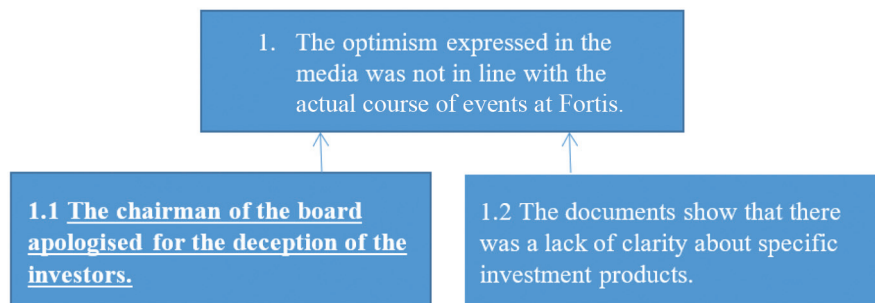 1. The optimism expressed in the
media was not in line with the
actual course of events at Fortis.
1.1 The chairman of the board
apologised for the deception of the
investors.
1.2 The documents show that there
was a lack of clarity about specific
investment products.